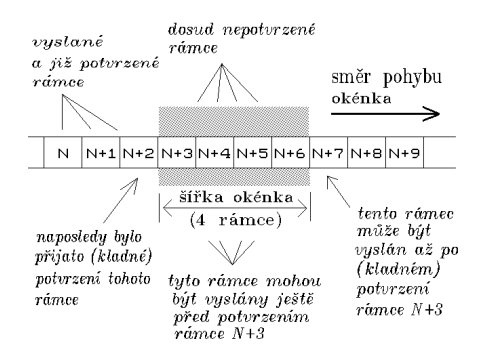 vyslané
a již potvrzené
rámce
dosud nepotvrzené
rámce
směr pohybu
okénka
N N+1 N+2 N+3 N+4 N+5 N+6 N+7 N+8 N+9
šířka okénka
(4 rámce)
naposledy bylo
přijato (kladné)
potvrzení tohoto
rámce
tyto rámce mohou
být vyslány ještě
před potvrzením
rámce N+3
tento rámec
může být
vyslán až po
(kladném)
potvrzení
rámce N+3